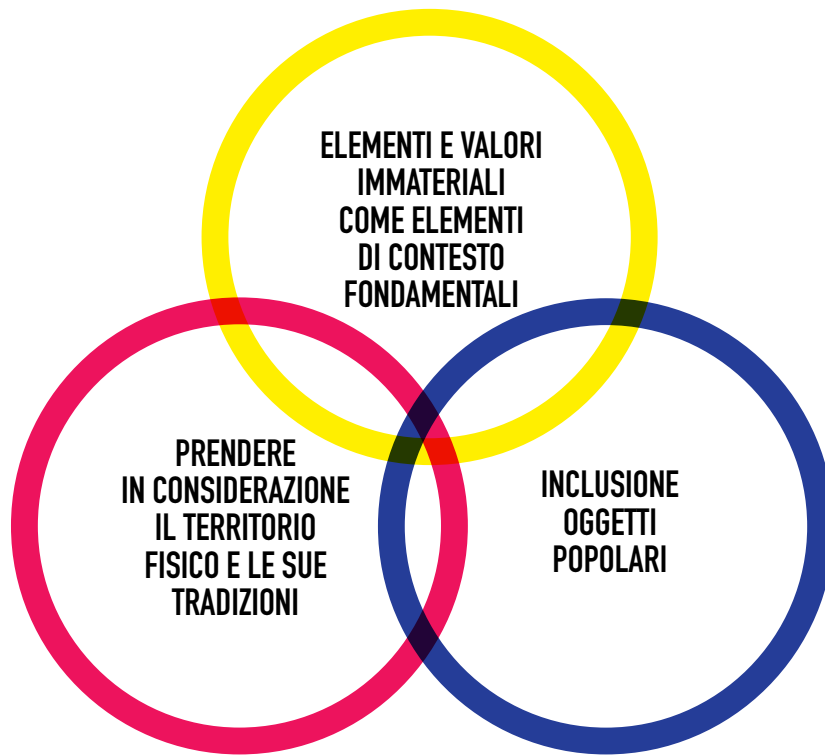 ELEMENTI E VALORI
IMMATERIALI
COME ELEMENTI
DI CONTESTO
FONDAMENTALI
PRENDERE
IN CONSIDERAZIONE
IL TERRITORIO
FISICO E LE SUE
TRADIZIONI
INCLUSIONE
OGGETTI
POPOLARI